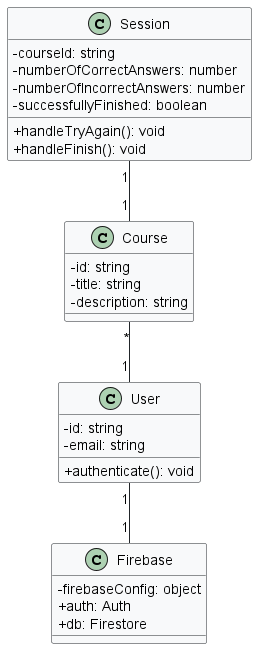 C Session
-courseId: string
-numberOfCorrectAnswers: number
-numberOfIncorrectAnswers: number
-successfullyFinished: boolean
+handleTryAgain(): void
+handleFinish(): void
1
1
C Course
-id: string
-title: string
-description: string
*
1
C User
-id: string
-email: string
+authenticate(): void
1
1
C Firebase
-firebaseConfig: object
+auth: Auth
+db: Firestore